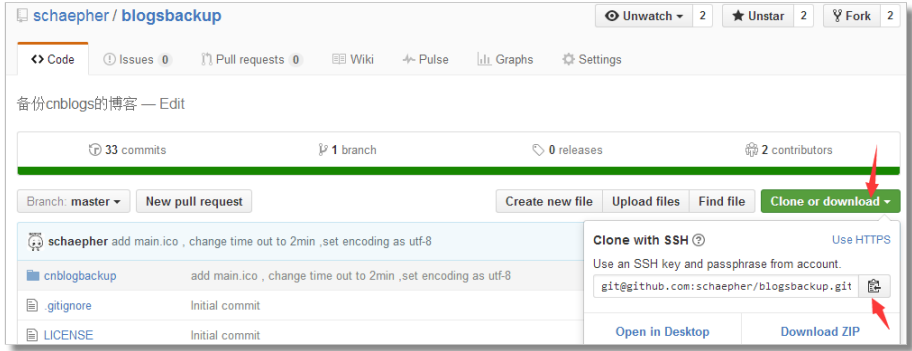 schaepher / blogsbackup
Unwatch 2 Unstar 2 Fork 2
Code Issues 0 Pull requests 0 Wiki Pulse Graphs Settings
备份cnblogs的博客 — Edit
33 commits 1 branch 0 releases 2 contributors
Branch: master New pull request Create new file Upload files Find file Clone or download
schaepher add main.ico , change time out to 2min ,set encoding as utf-8
Clone with SSH Use HTTPS
Use an SSH key and passphrase from account.
cnblogbackup add main.ico , change time out to 2min ,set encoding as utf-8
git@github.com:schaepher/blogsbackup.git
.gitignore Initial commit
LICENSE Initial commit
Open in Desktop Download ZIP